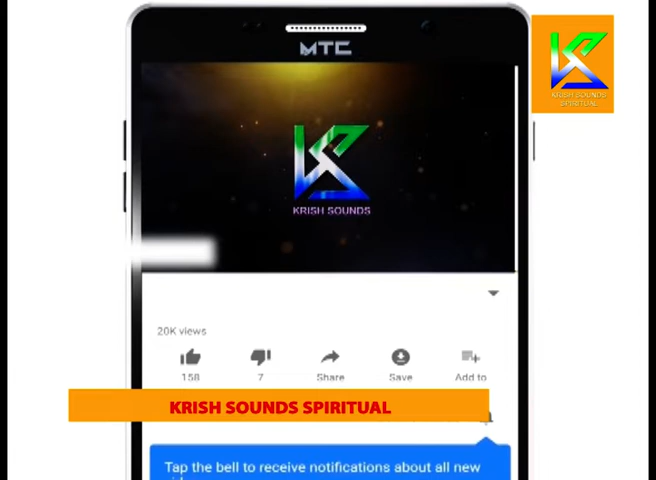 MTC
KRISH SOUNDS
SPIRITUAL
KRISH SOUNDS
20K views
158
7
Share
Save
Add to
KRISH SOUNDS SPIRITUAL
Tap the bell to receive notifications about all new